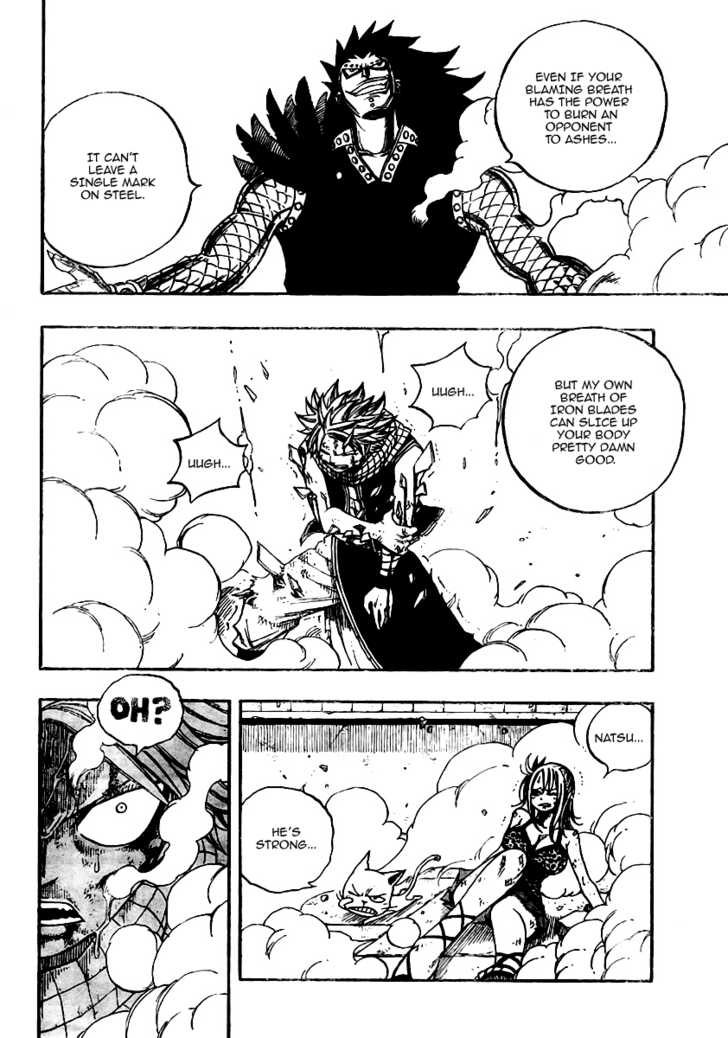 EVEN IF YOUR
BLAMING BREATH
HAS THE POWER
TO BURN AN
OPPONENT
TO ASHES...
IT CAN'T
LEAVE A
SINGLE MARK
ON STEEL.
BUT MY OWN
BREATH OF
IRON BLADES
CAN SLICE UP
YOUR BODY
PRETTY DAMN
GOOD.
UUGH...
UUGH...
OH?
NATSU...
HE'S
STRONG...